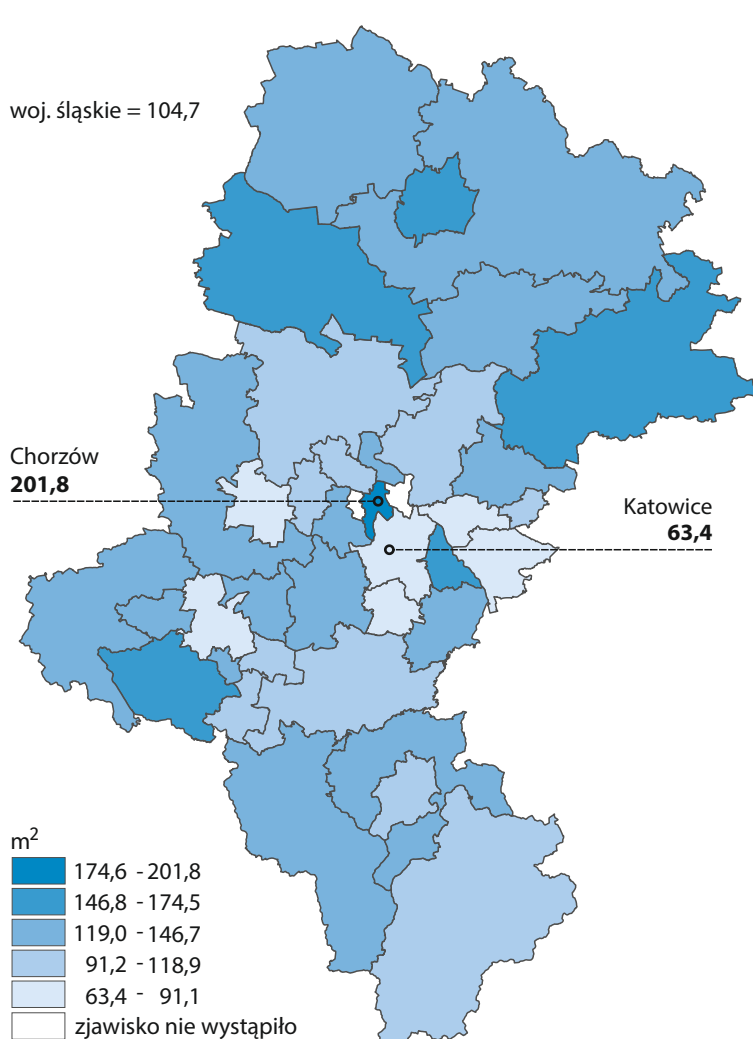 woj. śląskie = 104,7
Chorzów
201,8
Katowice
63,4
m²
174,6 - 201,8
146,8 - 174,5
119,0 - 146,7
91,2 - 118,9
63,4 - 91,1
zjawisko nie wystąpiło